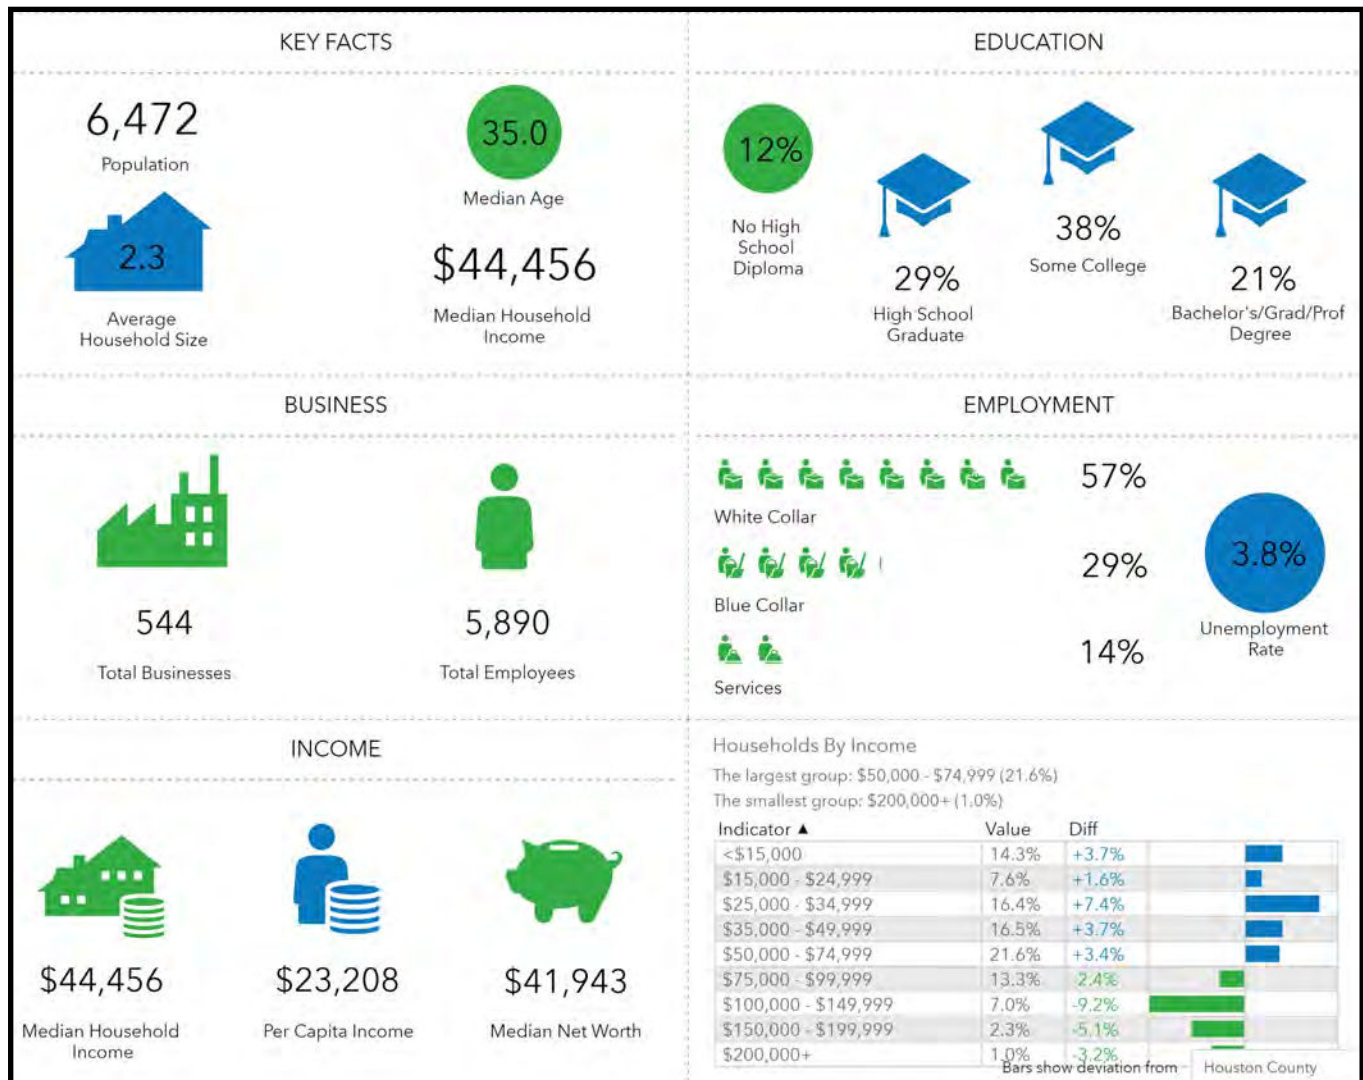 KEY FACTS
6,472
Population
35.0
Median Age
2.3
Average
Household Size
$44,456
Median Household
Income
EDUCATION
12%
No High
School
Diploma
29%
High School
Graduate
38%
Some College
21%
Bachelor's/Grad/Prof
Degree
BUSINESS
544
Total Businesses
5,890
Total Employees
EMPLOYMENT
57%
White Collar
29%
Blue Collar
14%
Services
3.8%
Unemployment
Rate
INCOME
$44,456
Median Household
Income
$23,208
Per Capita Income
$41,943
Median Net Worth
Households By Income
The largest group: $50,000 - $74,999 (21.6%)
The smallest group: $200,000+ (1.0%)
Indicator ▲ Value Diff
<$15,000 14.3% +3.7%
$15,000 - $24,999 7.6% +1.6%
$25,000 - $34,999 16.4% +7.4%
$35,000 - $49,999 16.5% +3.7%
$50,000 - $74,999 21.6% +3.4%
$75,000 - $99,999 13.3% -2.4%
$100,000 - $149,999 7.0% -9.2%
$150,000 - $199,999 2.3% -5.1%
$200,000+ 1.0% -3.2%
Bars show deviation from Houston County